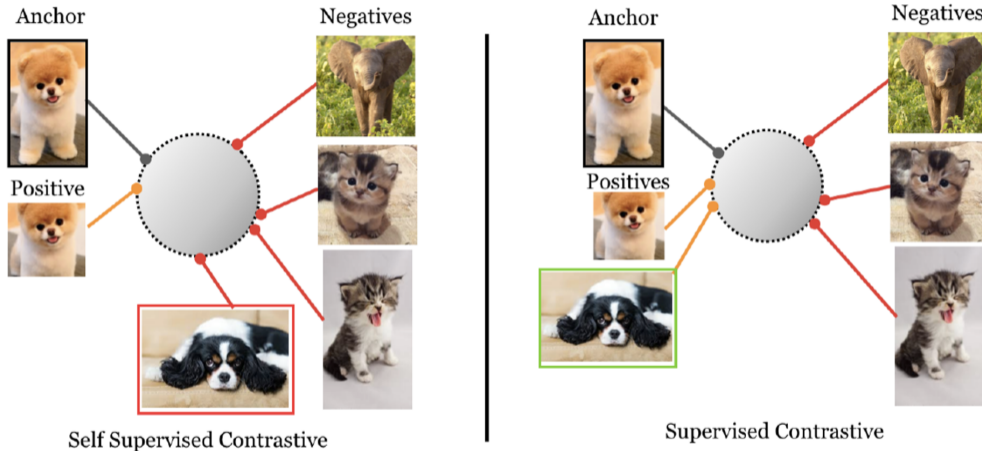 Anchor
Negatives
Positive
Self Supervised Contrastive
Anchor
Negatives
Positives
Supervised Contrastive